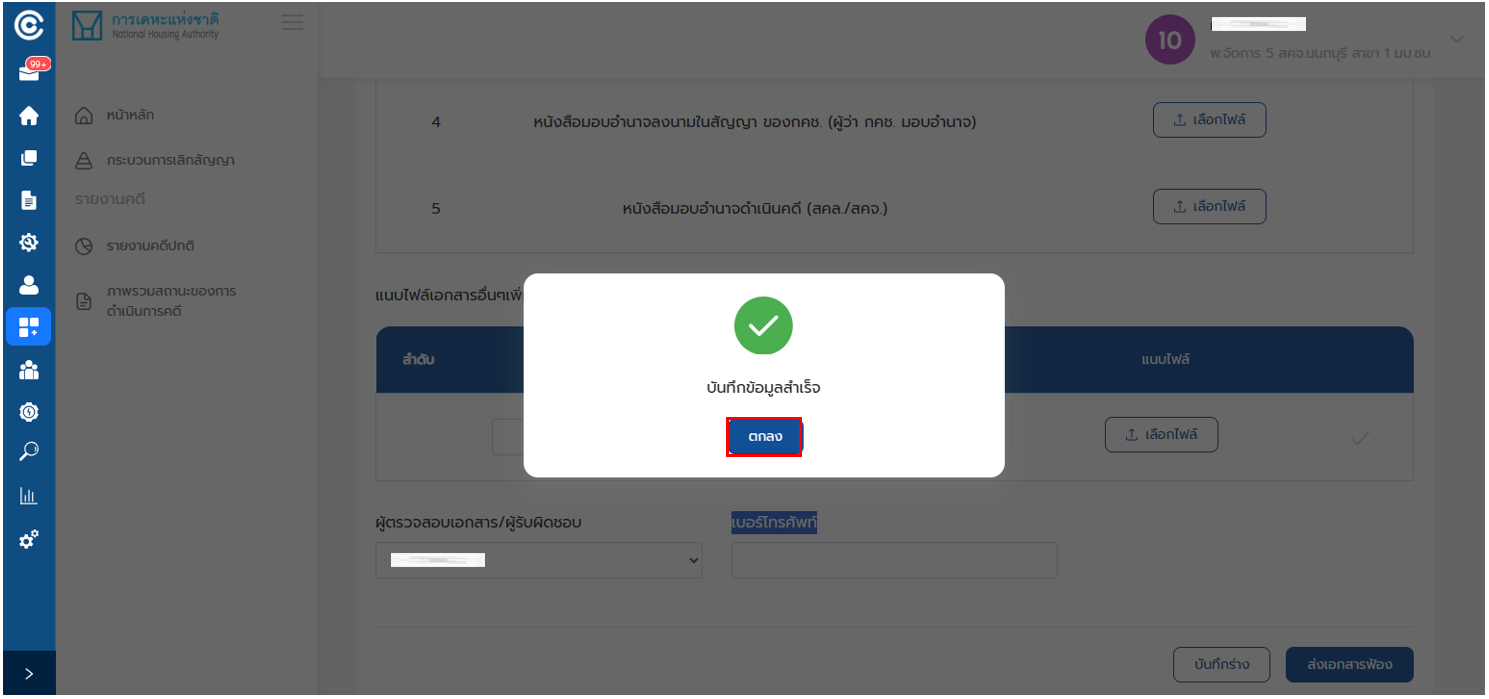 การเคหะแห่งชาติ
National Housing Authority
99+
10
พ.จัดการ 5 สคจ.นนทบุรี สาขา 1 มบ.ชบ.
หน้าหลัก
กระบวนการเลิกสัญญา
รายงานคดี
รายงานคดีปกติ
ภาพรวมสถานะของการ
ดำเนินการคดี
4 หนังสือมอบอำนาจลงนามในสัญญา ของกคช. (ผู้ว่า กคช. มอบอำนาจ) เลือกไฟล์
5 หนังสือมอบอำนาจดำเนินคดี (สคล./สคจ.) เลือกไฟล์
แนบไฟล์เอกสารอื่นๆเพิ่
ลำดับ แนบไฟล์
เลือกไฟล์
บันทึกข้อมูลสำเร็จ
ตกลง
ผู้ตรวจสอบเอกสาร/ผู้รับผิดชอบ เบอร์โทรศัพท์
บันทึกร่าง ส่งเอกสารฟ้อง